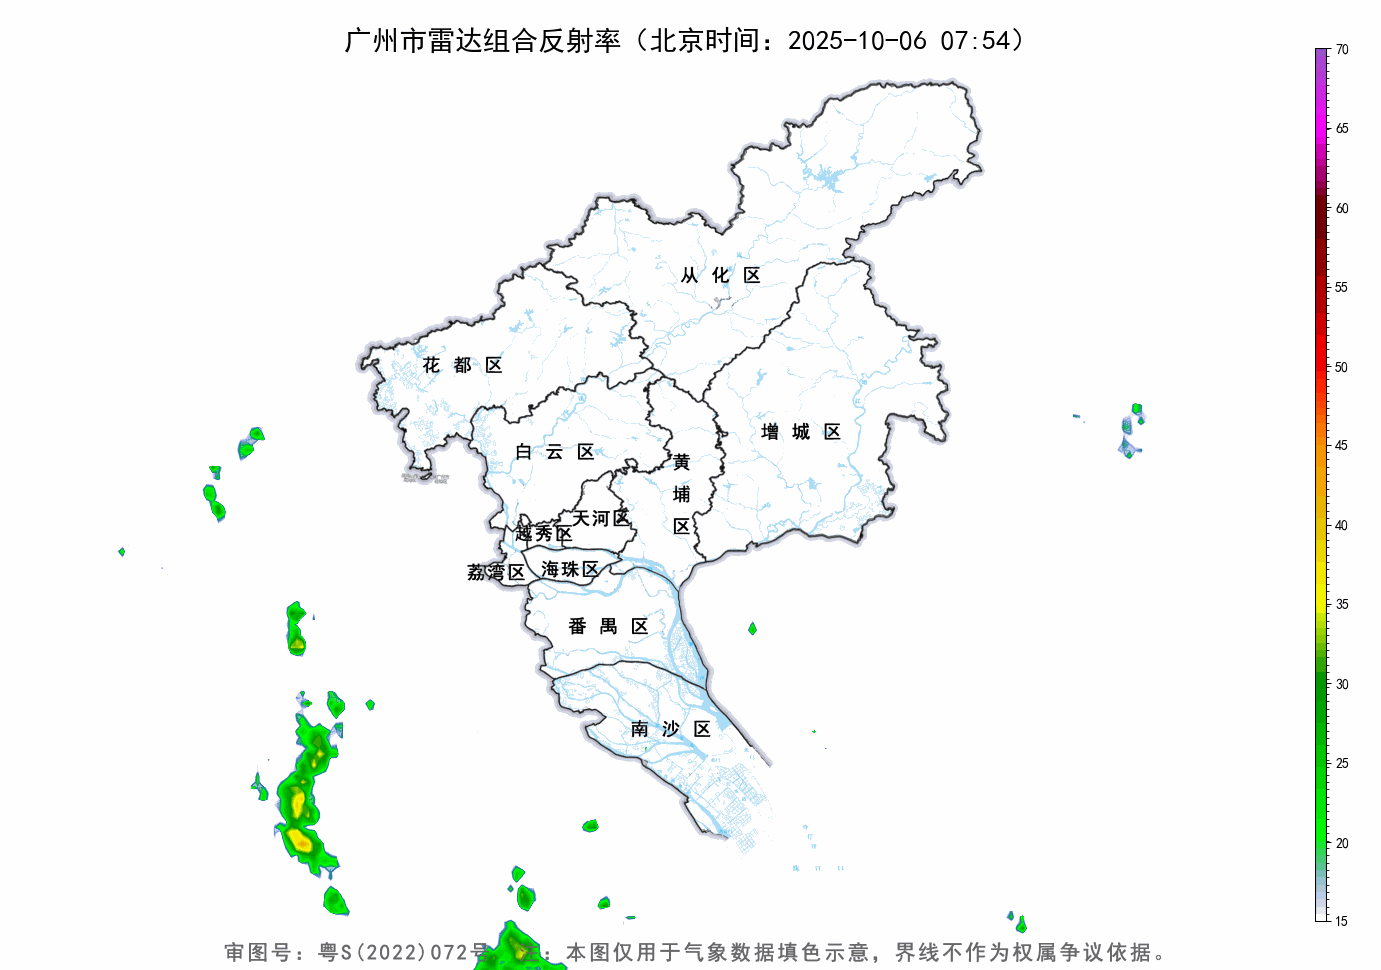 广州市雷达组合反射率（北京时间：2025-10-06 07:54）
70
65
60
55
50
45
40
35
30
25
20
15
从化区
花都区
增城区
白云区
黄埔区
天河区
越秀区
荔湾区
海珠区
番禺区
南沙区
审图号：粤S(2022)072号 ：本图仅用于气象数据填色示意，界线不作为权属争议依据。